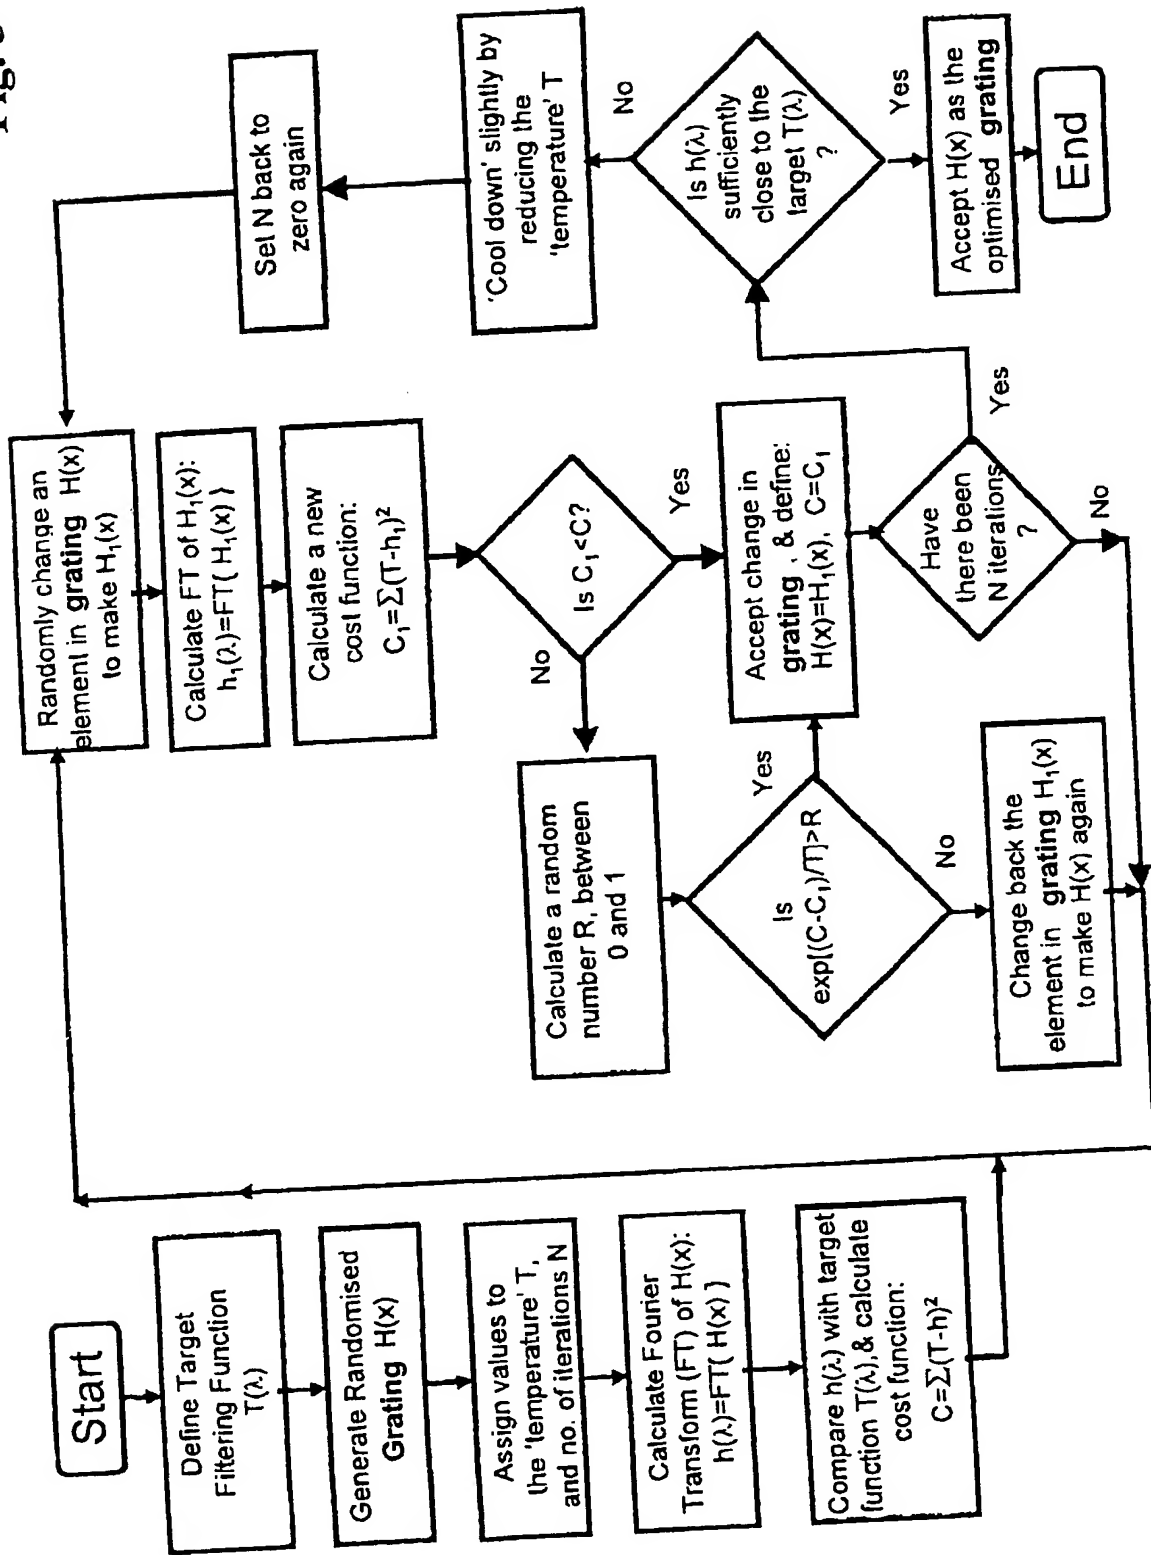 Start
Define Target
Filtering Function
T(λ)
Generate Randomised
Grating H(x)
Assign values to
the 'temperature' T,
and no. of iterations N
Calculate Fourier
Transform (FT) of H(x):
h(λ)=FT{ H(x) }
Compare h(λ) with target
function T(λ), & calculate
cost function:
C=Σ(T-h)²
Randomly change an
element in grating H(x)
to make H₁(x)
Calculate FT of H₁(x):
h₁(λ)=FT{ H₁(x) }
Calculate a new
cost function:
C₁=Σ(T-h₁)²
Is C₁<C?
No
Yes
Calculate a random
number R, between
0 and 1
Is
exp[(C-C₁)/T]>R
Yes
No
Change back the
element in grating H₁(x)
to make H(x) again
Accept change in
grating , & define:
H(x)=H₁(x), C=C₁
Have
there been
N iterations
?
No
Yes
Is h(λ)
sufficiently
close to the
target T(λ)
?
No
Yes
'Cool down' slightly by
reducing the
'temperature' T
Set N back to
zero again
Accept H(x) as the
optimised grating
End